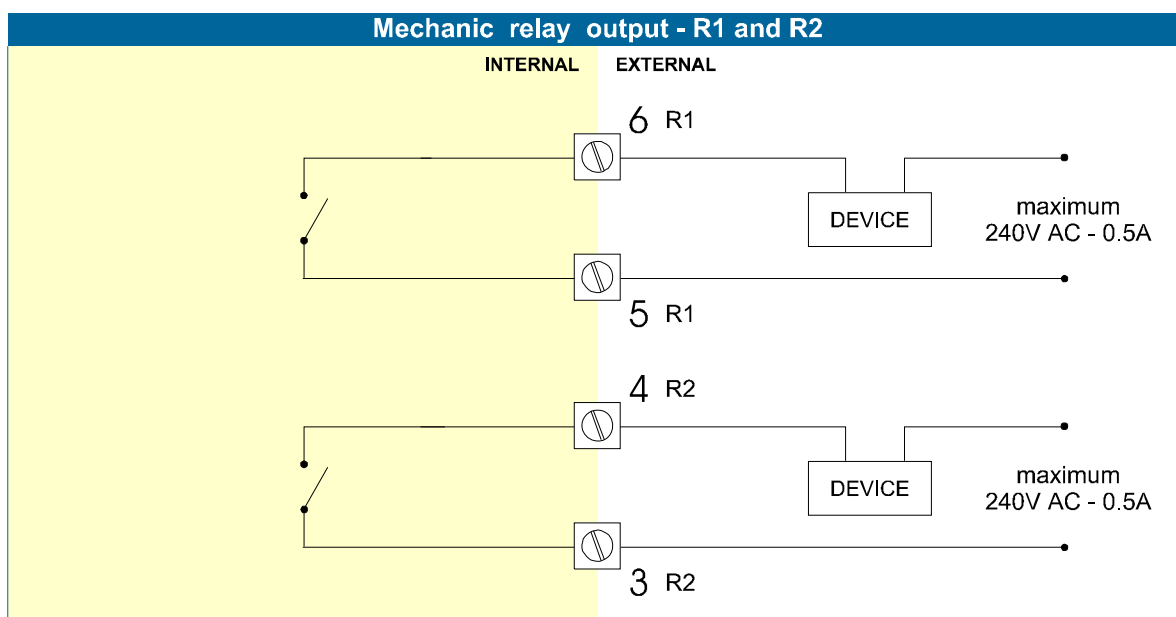 Mechanic relay output - R1 and R2
INTERNAL EXTERNAL
6 R1
DEVICE
maximum
240V AC - 0.5A
5 R1
4 R2
DEVICE
maximum
240V AC - 0.5A
3 R2